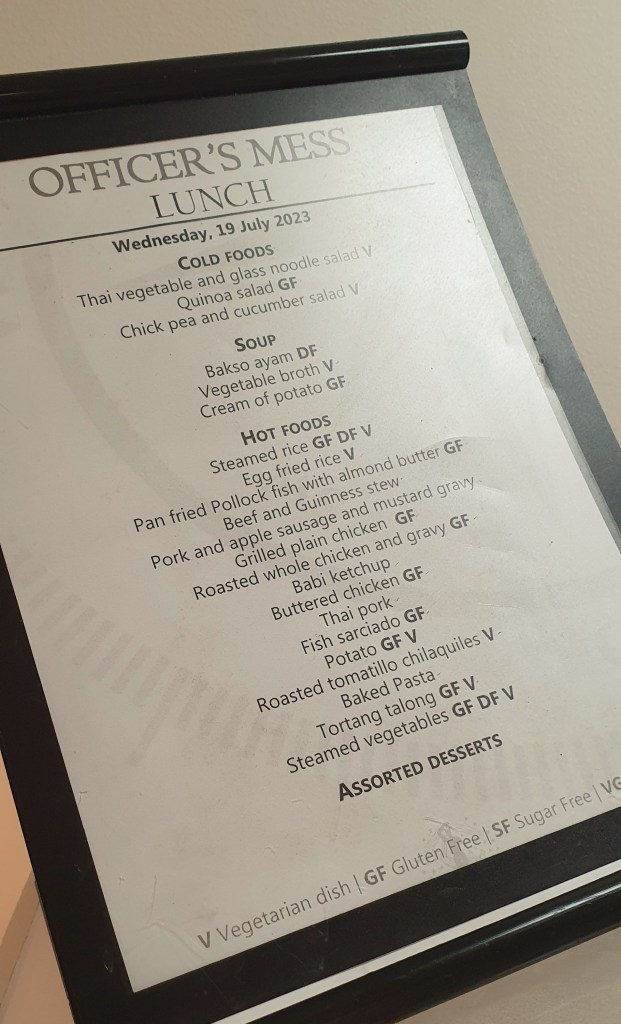 OFFICER'S MESS
LUNCH
Wednesday, 19 July 2023
COLD FOODS
Thai vegetable and glass noodle salad V
Quinoa salad GF
Chick pea and cucumber salad V
SOUP
Bakso ayam DF
Vegetable broth V
Cream of potato GF
HOT FOODS
Steamed rice GF DF V
Egg fried rice V
Pan fried Pollock fish with almond butter GF
Beef and Guinness stew
Pork and apple sausage and mustard gravy
Grilled plain chicken GF
Roasted whole chicken and gravy GF
Babi ketchup
Buttered chicken GF
Thai pork
Fish sarciado GF
Potato GF V
Roasted tomatillo chilaquiles V
Baked Pasta
Tortang talong GF V
Steamed vegetables GF DF V
ASSORTED DESSERTS
V Vegetarian dish | GF Gluten Free | SF Sugar Free | VG